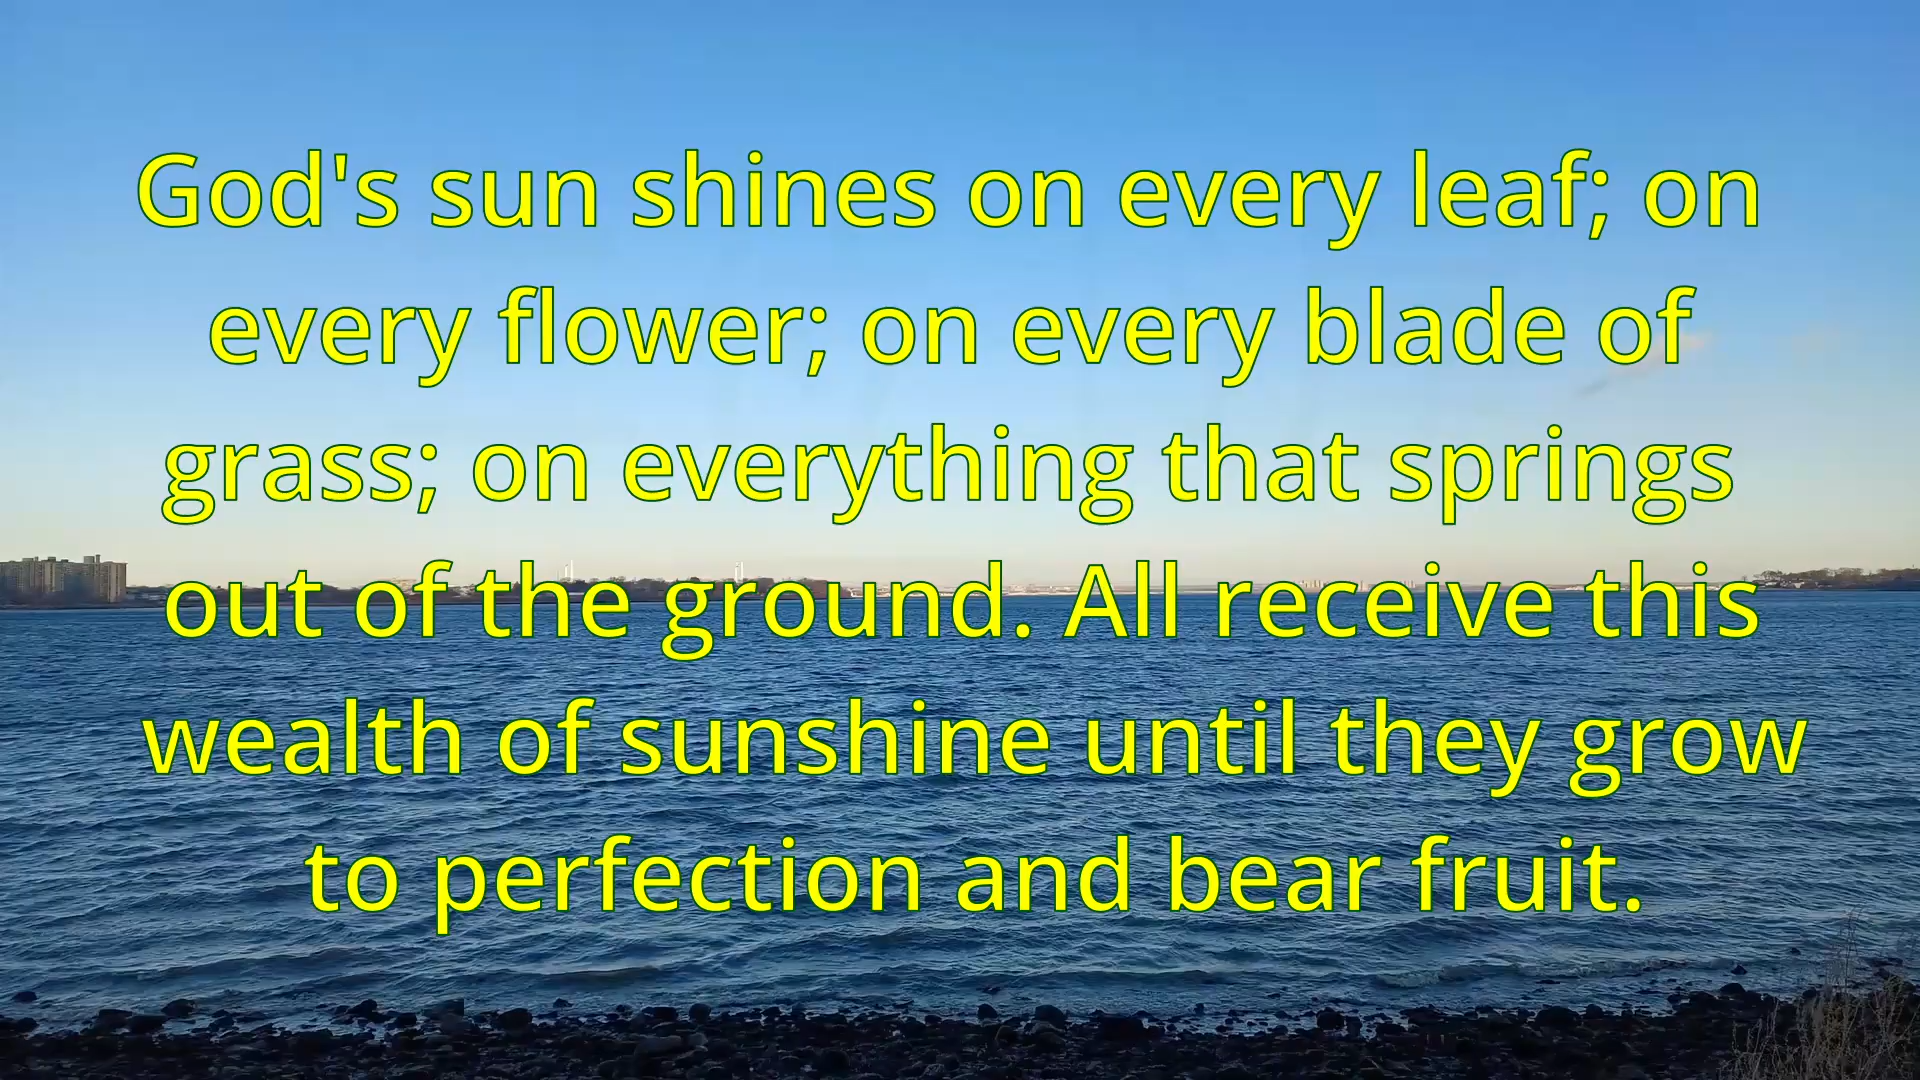 God's sun shines on every leaf; on
every flower; on every blade of
grass; on everything that springs
out of the ground. All receive this
wealth of sunshine until they grow
to perfection and bear fruit.